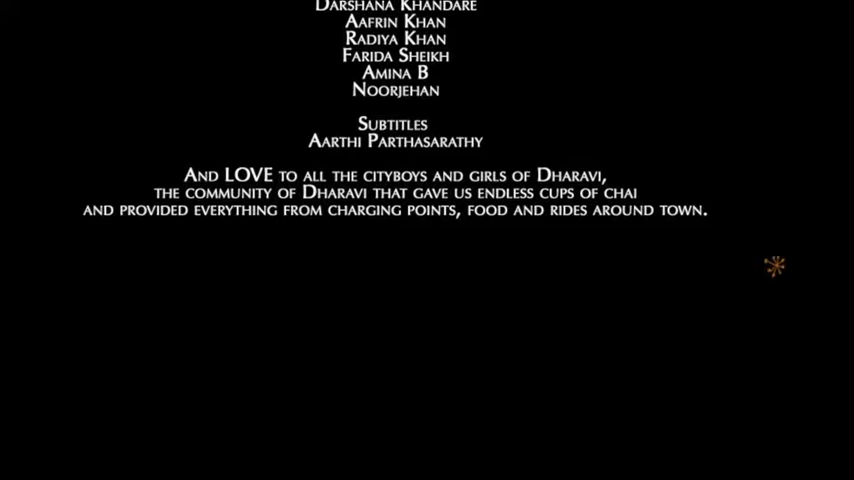 Darshana Khandare
Aafrin Khan
Radiya Khan
Farida Sheikh
Amina B
Noorjehan
Subtitles
Aarthi Parthasarathy
And LOVE to all the cityboys and girls of Dharavi,
the community of Dharavi that gave us endless cups of chai
and provided everything from charging points, food and rides around town.